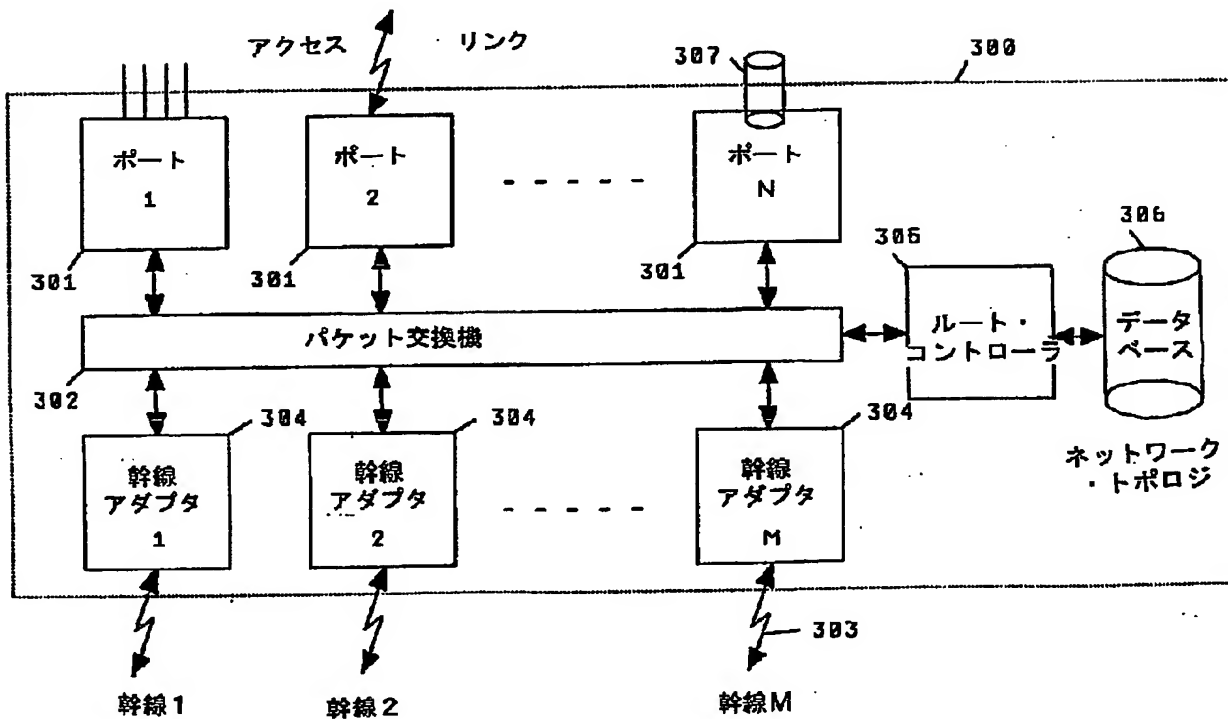 アクセス リンク
307
300
ポート
1
ポート
2
ポート
N
301
301
301
305
306
パケット交換機
302
ルート・
コントローラ
データ
ベース
ネットワーク
・トポロジ
304
304
304
幹線
アダプタ
1
幹線
アダプタ
2
幹線
アダプタ
M
303
幹線1
幹線2
幹線M